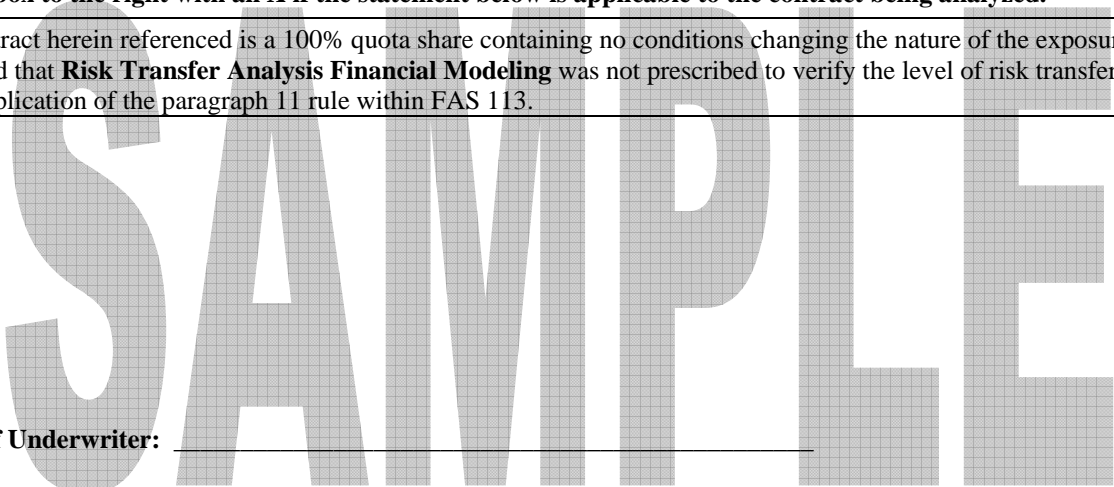 box to the right with an X if the statement below is applicable to the contract being analyzed.
ract herein referenced is a 100% quota share containing no conditions changing the nature of the exposur
d that Risk Transfer Analysis Financial Modeling was not prescribed to verify the level of risk transfer
plication of the paragraph 11 rule within FAS 113.
SAMPLE
f Underwriter: